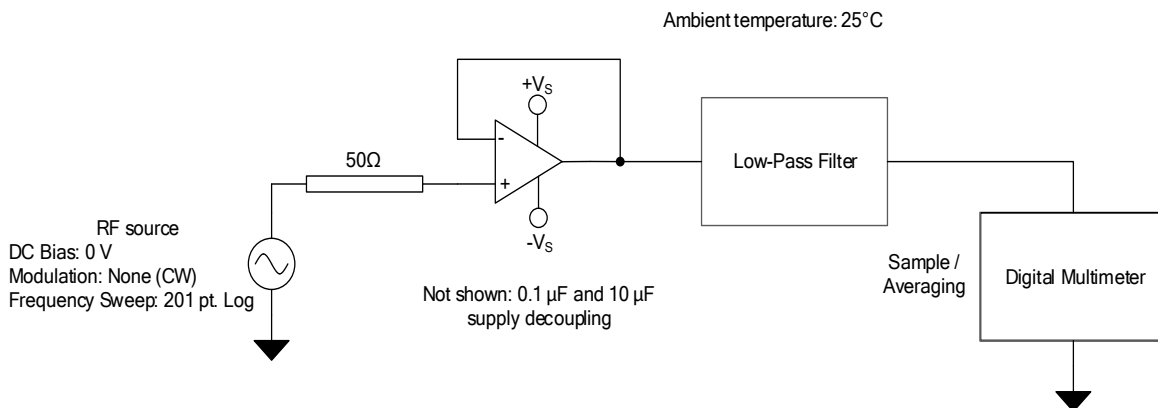 Ambient temperature: 25°C
+VS
-
50Ω
+
Low-Pass Filter
-VS
RF source
DC Bias: 0 V
Modulation: None (CW)
Frequency Sweep: 201 pt. Log
Not shown: 0.1 µF and 10 µF
supply decoupling
Sample /
Averaging
Digital Multimeter